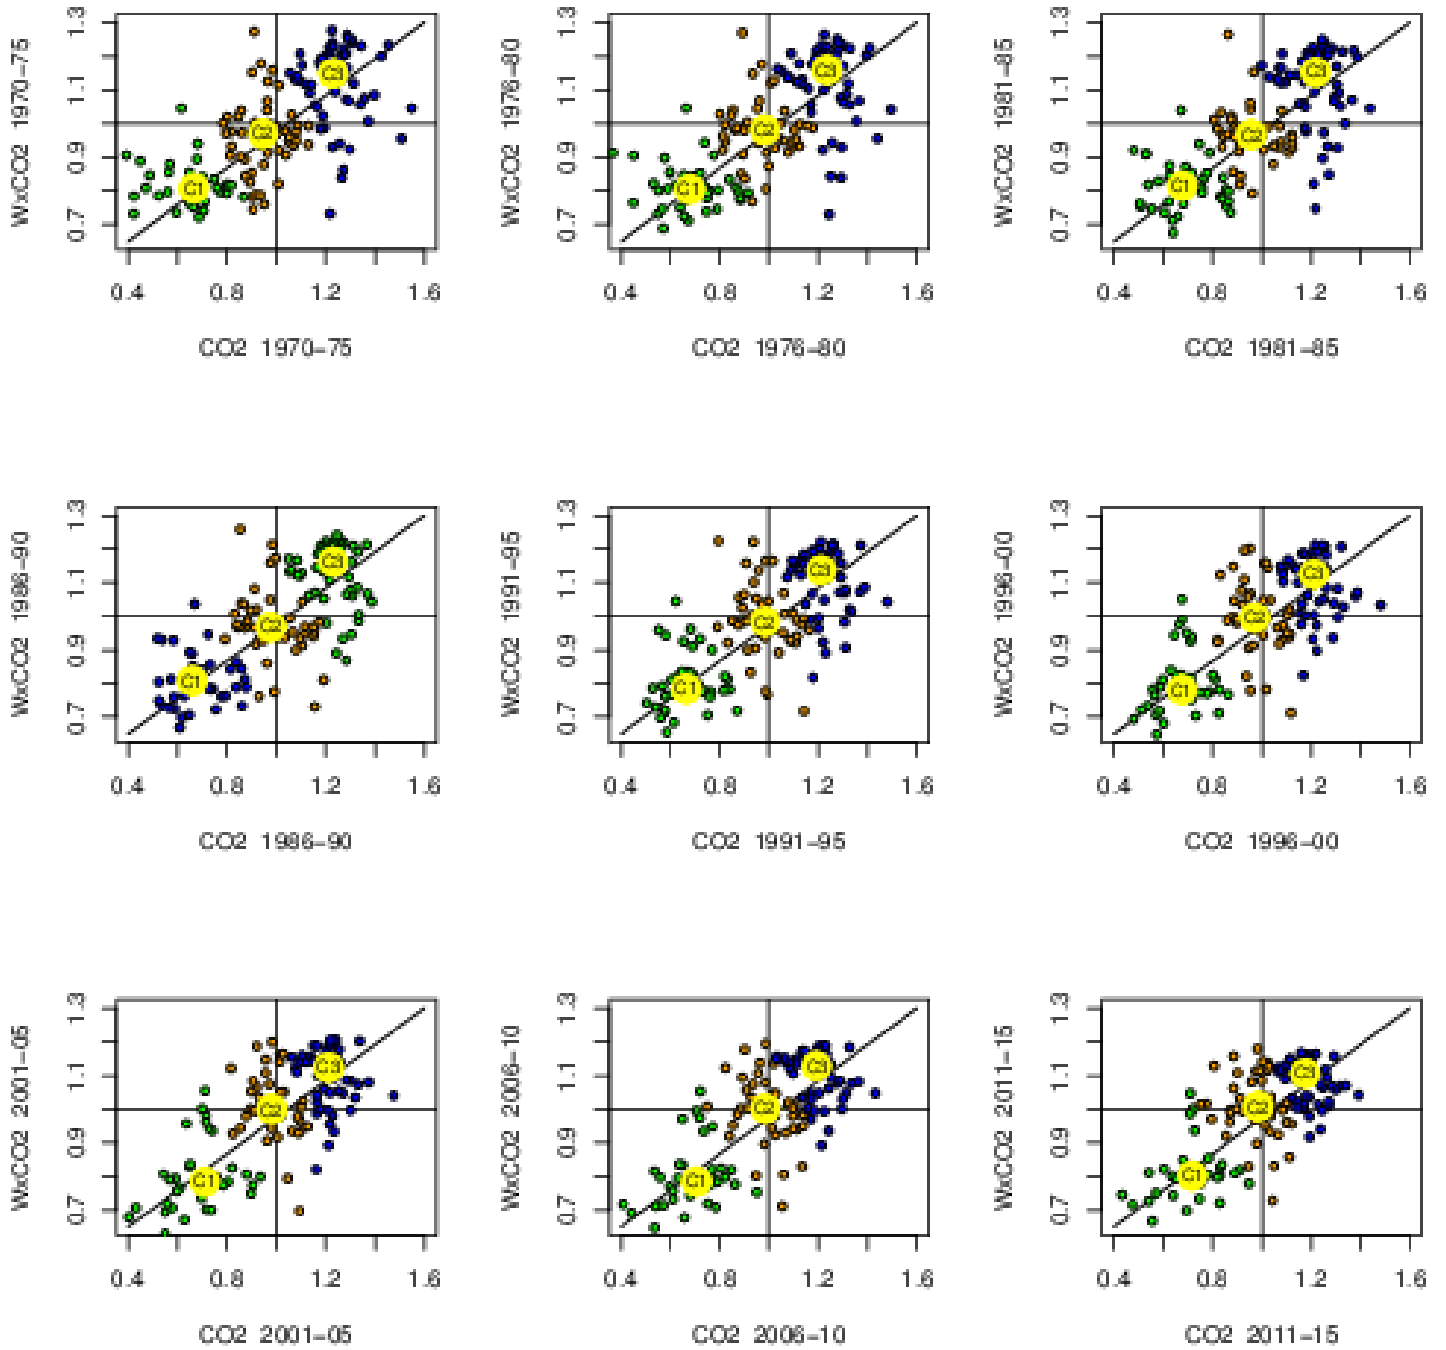 WxCO2 1970-75
0.7 0.9 1.1 1.3
C1
C2
C3
0.4 0.8 1.2 1.6
CO2 1970-75
WxCO2 1976-80
0.7 0.9 1.1 1.3
C1
C2
C3
0.4 0.8 1.2 1.6
CO2 1976-80
WxCO2 1981-85
0.7 0.9 1.1 1.3
C1
C2
C3
0.4 0.8 1.2 1.6
CO2 1981-85
WxCO2 1986-90
0.7 0.9 1.1 1.3
C1
C2
C3
0.4 0.8 1.2 1.6
CO2 1986-90
WxCO2 1991-95
0.7 0.9 1.1 1.3
C1
C2
C3
0.4 0.8 1.2 1.6
CO2 1991-95
WxCO2 1996-00
0.7 0.9 1.1 1.3
C1
C2
C3
0.4 0.8 1.2 1.6
CO2 1996-00
WxCO2 2001-05
0.7 0.9 1.1 1.3
C1
C2
C3
0.4 0.8 1.2 1.6
CO2 2001-05
WxCO2 2006-10
0.7 0.9 1.1 1.3
C1
C2
C3
0.4 0.8 1.2 1.6
CO2 2006-10
WxCO2 2011-15
0.7 0.9 1.1 1.3
C1
C2
C3
0.4 0.8 1.2 1.6
CO2 2011-15